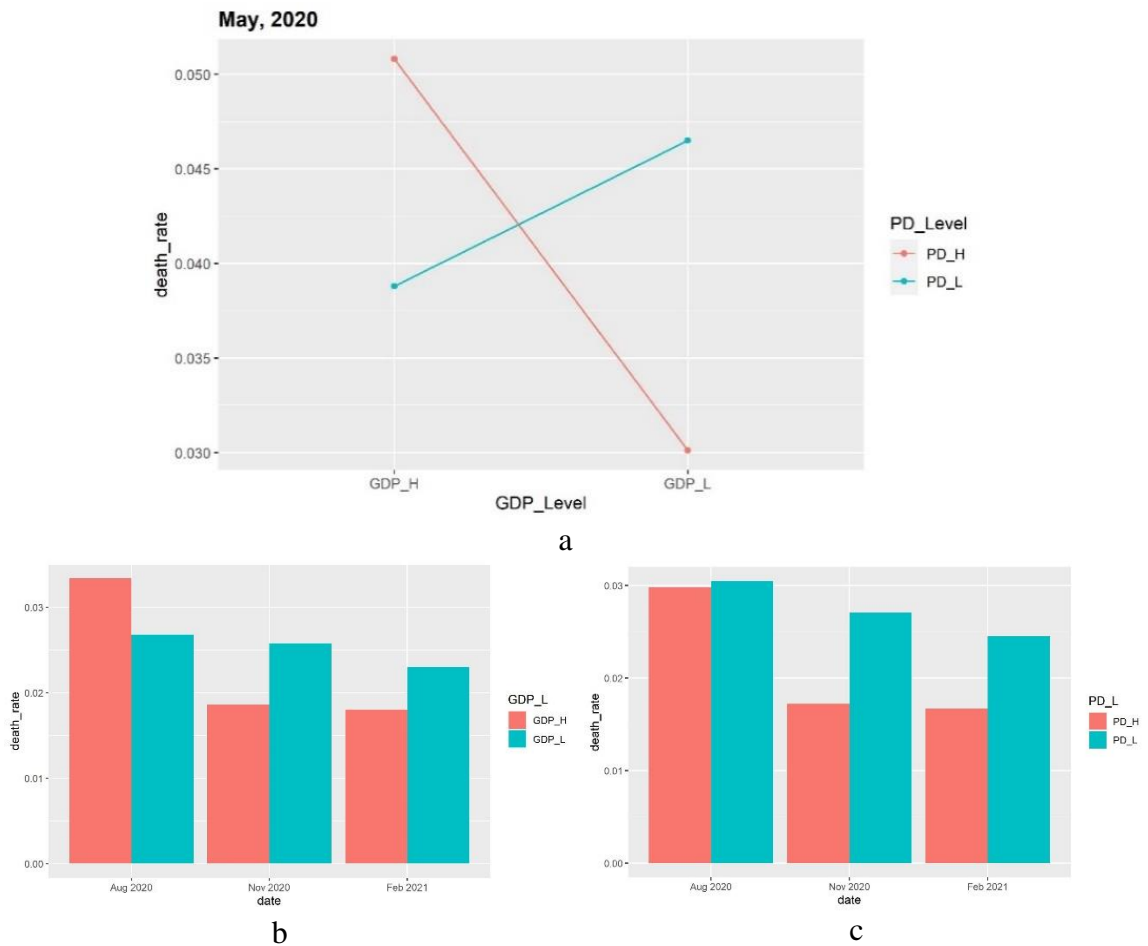 May, 2020
0.050
0.045
0.040
0.035
0.030
death_rate
GDP_H GDP_L
GDP_Level
PD_Level
PD_H
PD_L
a
0.03
0.02
0.01
0.00
death_rate
Aug 2020 Nov 2020 Feb 2021
date
GDP_L
GDP_H
GDP_L
b
0.03
0.02
0.01
0.00
death_rate
Aug 2020 Nov 2020 Feb 2021
date
PD_L
PD_H
PD_L
c